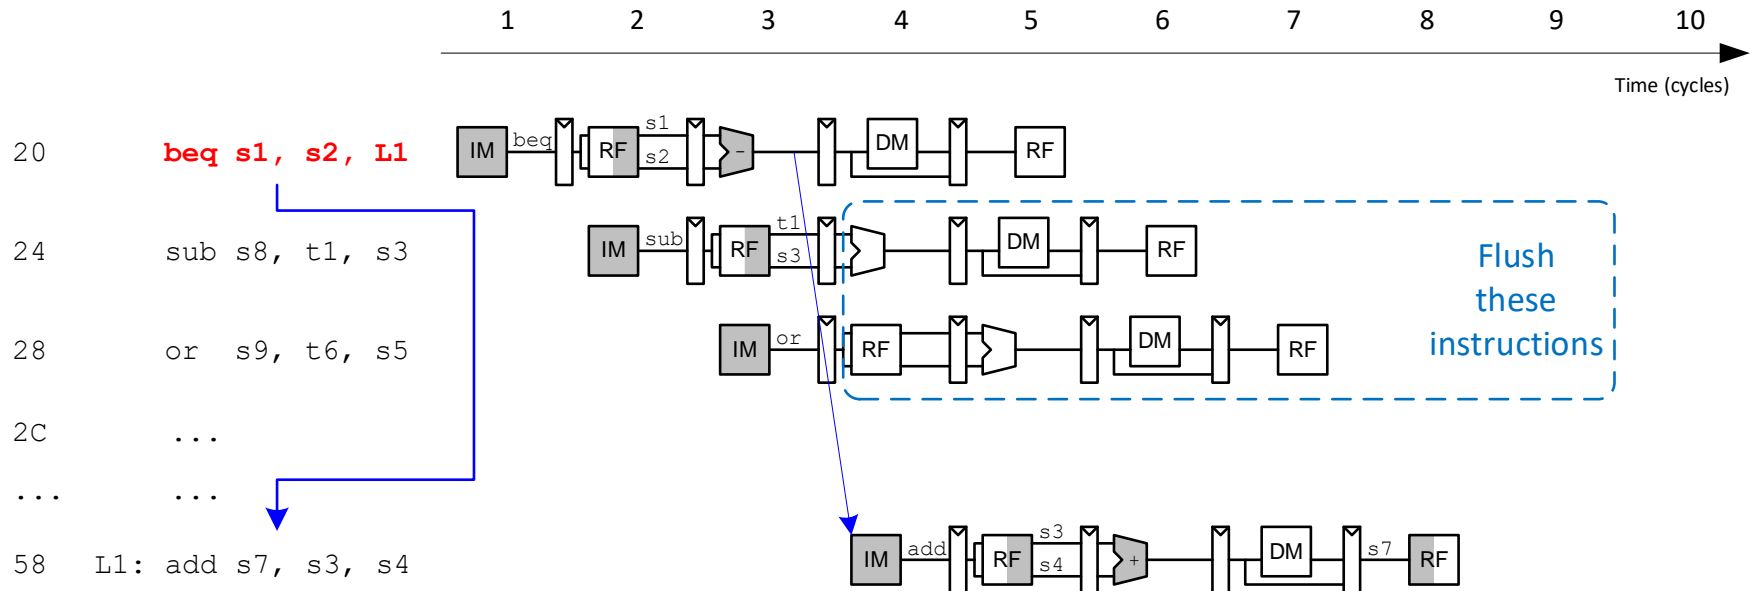 1 2 3 4 5 6 7 8 9 10
Time (cycles)
20 beq s1, s2, L1 IM beq RF s1 s2 - DM RF
24 sub s8, t1, s3 IM sub RF t1 s3 DM RF
28 or s9, t6, s5 IM or RF DM RF
Flush
these
instructions
2C ...
... ...
58 L1: add s7, s3, s4 IM add RF s3 s4 + DM s7 RF